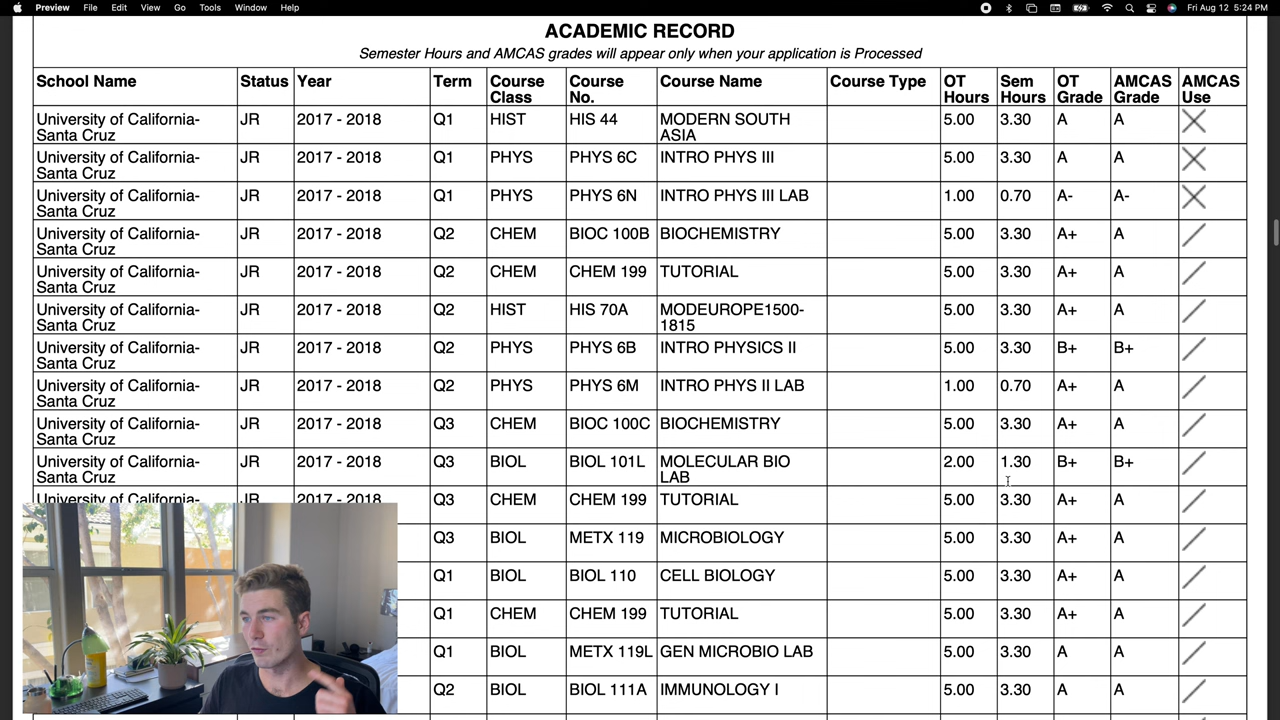 Preview File Edit View Go Tools Window Help Fri Aug 12 5:24 PM
ACADEMIC RECORD
Semester Hours and AMCAS grades will appear only when your application is Processed
School Name Status Year Term Course Class Course No. Course Name Course Type OT Hours Sem Hours OT Grade AMCAS Grade AMCAS Use
University of California- JR 2017 - 2018 Q1 HIST HIS 44 MODERN SOUTH 5.00 3.30 A A
Santa Cruz ASIA
University of California- JR 2017 - 2018 Q1 PHYS PHYS 6C INTRO PHYS III 5.00 3.30 A A
Santa Cruz
University of California- JR 2017 - 2018 Q1 PHYS PHYS 6N INTRO PHYS III LAB 1.00 0.70 A- A-
Santa Cruz
University of California- JR 2017 - 2018 Q2 CHEM BIOC 100B BIOCHEMISTRY 5.00 3.30 A+ A
Santa Cruz
University of California- JR 2017 - 2018 Q2 CHEM CHEM 199 TUTORIAL 5.00 3.30 A+ A
Santa Cruz
University of California- JR 2017 - 2018 Q2 HIST HIS 70A MODEUROPE1500- 5.00 3.30 A+ A
Santa Cruz 1815
University of California- JR 2017 - 2018 Q2 PHYS PHYS 6B INTRO PHYSICS II 5.00 3.30 B+ B+
Santa Cruz
University of California- JR 2017 - 2018 Q2 PHYS PHYS 6M INTRO PHYS II LAB 1.00 0.70 A+ A
Santa Cruz
University of California- JR 2017 - 2018 Q3 CHEM BIOC 100C BIOCHEMISTRY 5.00 3.30 A+ A
Santa Cruz
University of California- JR 2017 - 2018 Q3 BIOL BIOL 101L MOLECULAR BIO 2.00 1.30 B+ B+
Santa Cruz LAB
University of California- JR 2017 - 2018 Q3 CHEM CHEM 199 TUTORIAL 5.00 3.30 A+ A
Q3 BIOL METX 119 MICROBIOLOGY 5.00 3.30 A+ A
Q1 BIOL BIOL 110 CELL BIOLOGY 5.00 3.30 A+ A
Q1 CHEM CHEM 199 TUTORIAL 5.00 3.30 A+ A
Q1 BIOL METX 119L GEN MICROBIO LAB 5.00 3.30 A A
Q2 BIOL BIOL 111A IMMUNOLOGY I 5.00 3.30 A A